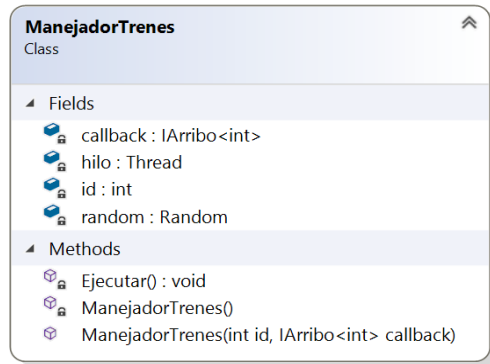 ManejadorTrenes
Class
Fields
callback : IArribo<int>
hilo : Thread
id : int
random : Random
Methods
Ejecutar() : void
ManejadorTrenes()
ManejadorTrenes(int id, IArribo<int> callback)